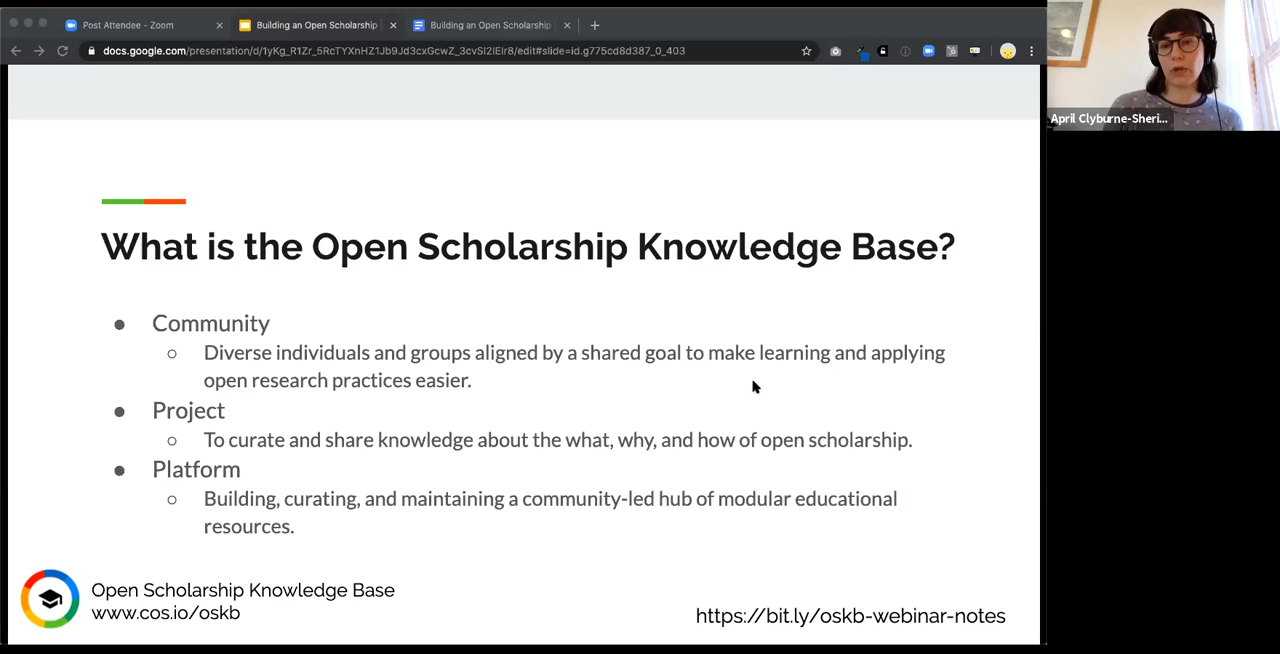 Post Attendee - Zoom
Building an Open Scholarship
Building an Open Scholarship
docs.google.com/presentation/d/1yKg_R1Zr_5RcTYXnHZ1Jb9Jd3cxGcwZ_3cvSl2lElr8/edit#slide=id.g775cd8d387_0_403
April Clyburne-Sheri...
What is the Open Scholarship Knowledge Base?
Community
Diverse individuals and groups aligned by a shared goal to make learning and applying
open research practices easier.
Project
To curate and share knowledge about the what, why, and how of open scholarship.
Platform
Building, curating, and maintaining a community-led hub of modular educational
resources.
Open Scholarship Knowledge Base
www.cos.io/oskb
https://bit.ly/oskb-webinar-notes